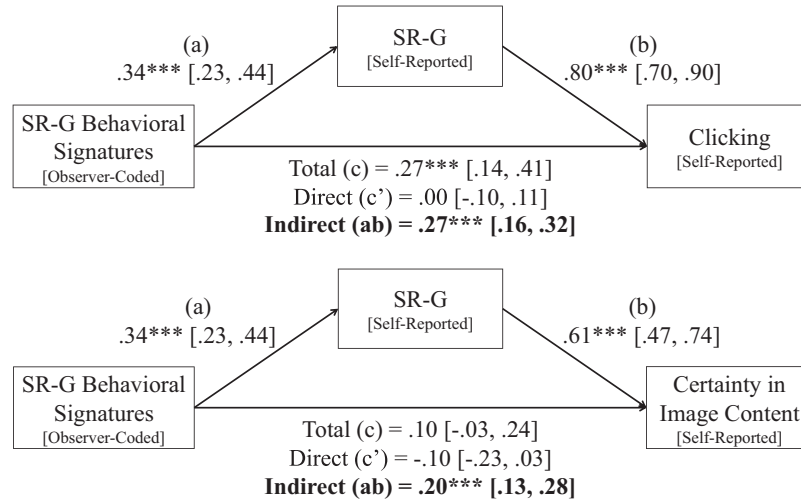 (a)
SR-G
[Self-Reported]
(b)
.34*** [.23, .44]
.80*** [.70, .90]
SR-G Behavioral
Signatures
[Observer-Coded]
Clicking
[Self-Reported]
Total (c) = .27*** [.14, .41]
Direct (c’) = .00 [-.10, .11]
Indirect (ab) = .27*** [.16, .32]
(a)
SR-G
[Self-Reported]
(b)
.34*** [.23, .44]
.61*** [.47, .74]
SR-G Behavioral
Signatures
[Observer-Coded]
Certainty in
Image Content
[Self-Reported]
Total (c) = .10 [-.03, .24]
Direct (c’) = -.10 [-.23, .03]
Indirect (ab) = .20*** [.13, .28]